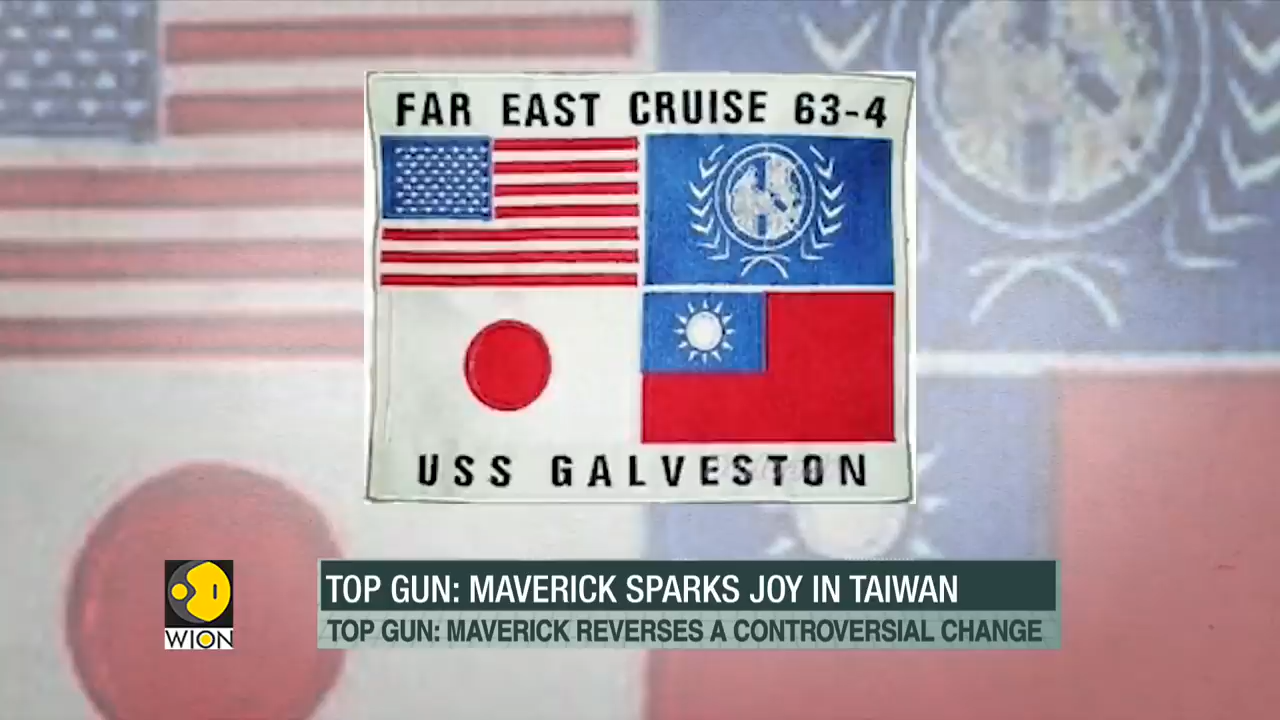 FAR EAST CRUISE 63-4
USS GALVESTON
TOP GUN: MAVERICK SPARKS JOY IN TAIWAN
TOP GUN: MAVERICK REVERSES A CONTROVERSIAL CHANGE
WION